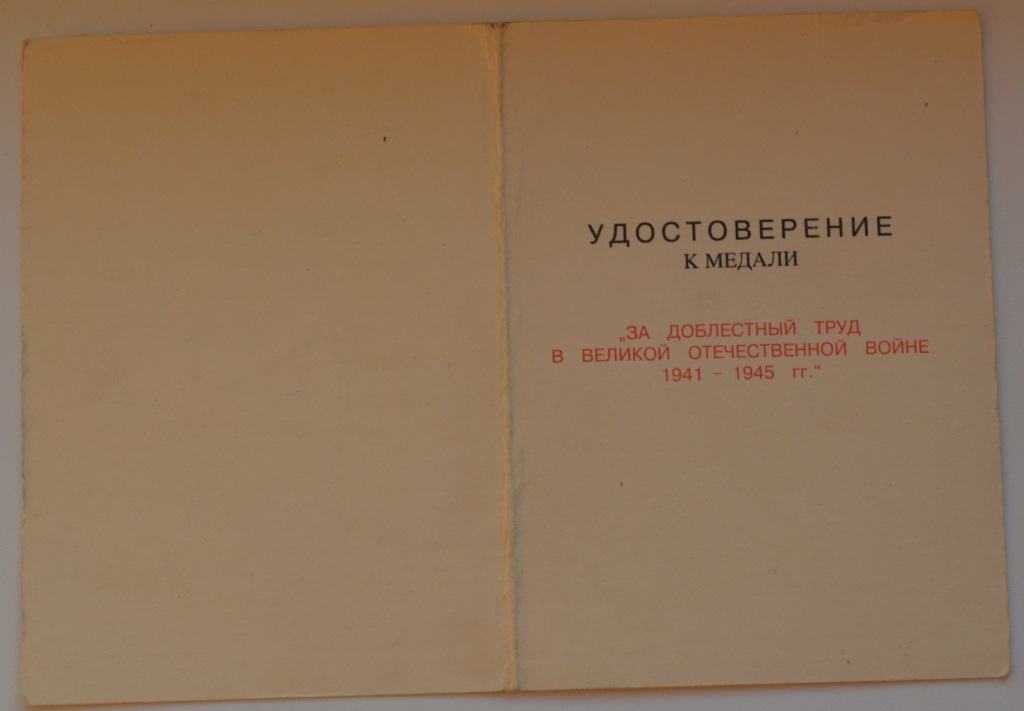 УДОСТОВЕРЕНИЕ
К МЕДАЛИ
„ЗА ДОБЛЕСТНЫЙ ТРУД
В ВЕЛИКОЙ ОТЕЧЕСТВЕННОЙ ВОЙНЕ
1941 – 1945 гг.“